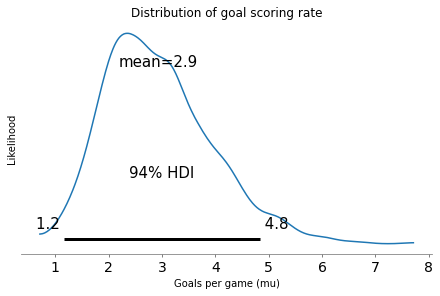 Distribution of goal scoring rate
mean=2.9
Likelihood
94% HDI
1.2
4.8
1 2 3 4 5 6 7 8
Goals per game (mu)